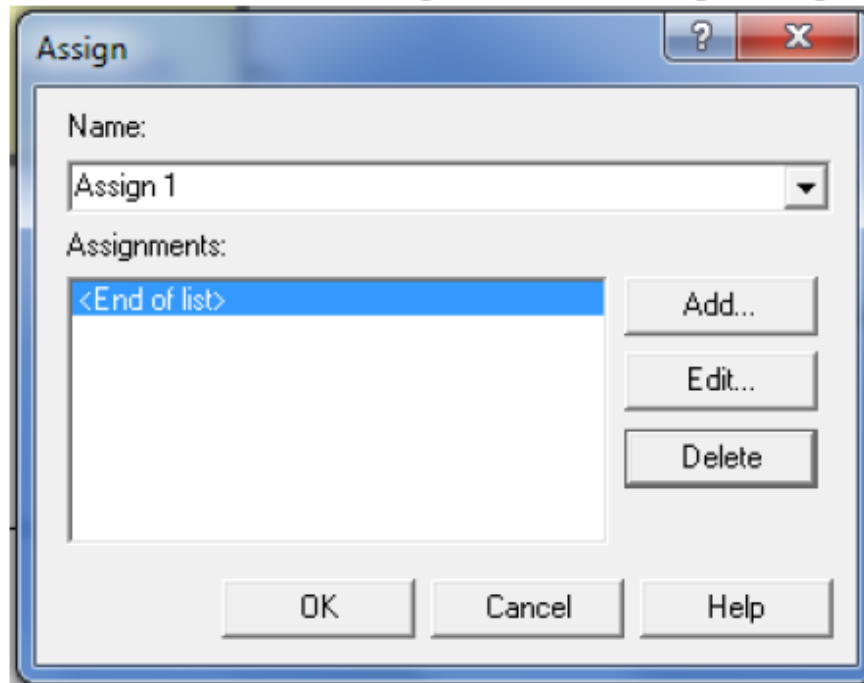 Assign
Name:
Assign 1
Assignments:
<End of list>
Add...
Edit...
Delete
OK
Cancel
Help